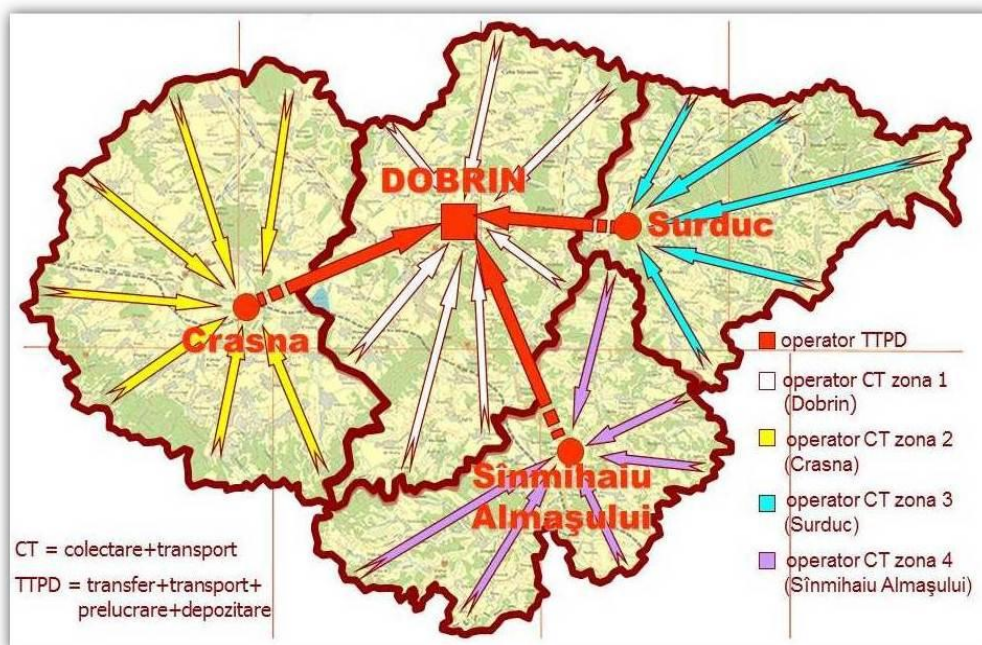 DOBRIN
Surduc
Crasna
Sînmihaiu
Almaşului
operator TTPD
operator CT zona 1
(Dobrin)
operator CT zona 2
(Crasna)
operator CT zona 3
(Surduc)
operator CT zona 4
(Sînmihaiu Almaşului)
CT = colectare+transport
TTPD = transfer+transport+
prelucrare+depozitare